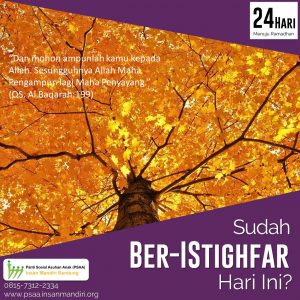 24 HARI
Menuju Ramadhan
"Dan mohon ampunlah kamu kepada
Allah. Sesungguhnya Allah Maha
Pengampun lagi Maha Penyayang."
(QS. Al Baqarah:199)
Sudah
BER-ISTIGHFAR
Hari Ini?
Panti Sosial Asuhan Anak (PSAA)
Insan Mandiri Bandung
0815-7312-2334
www.psaa.insanmandiri.org